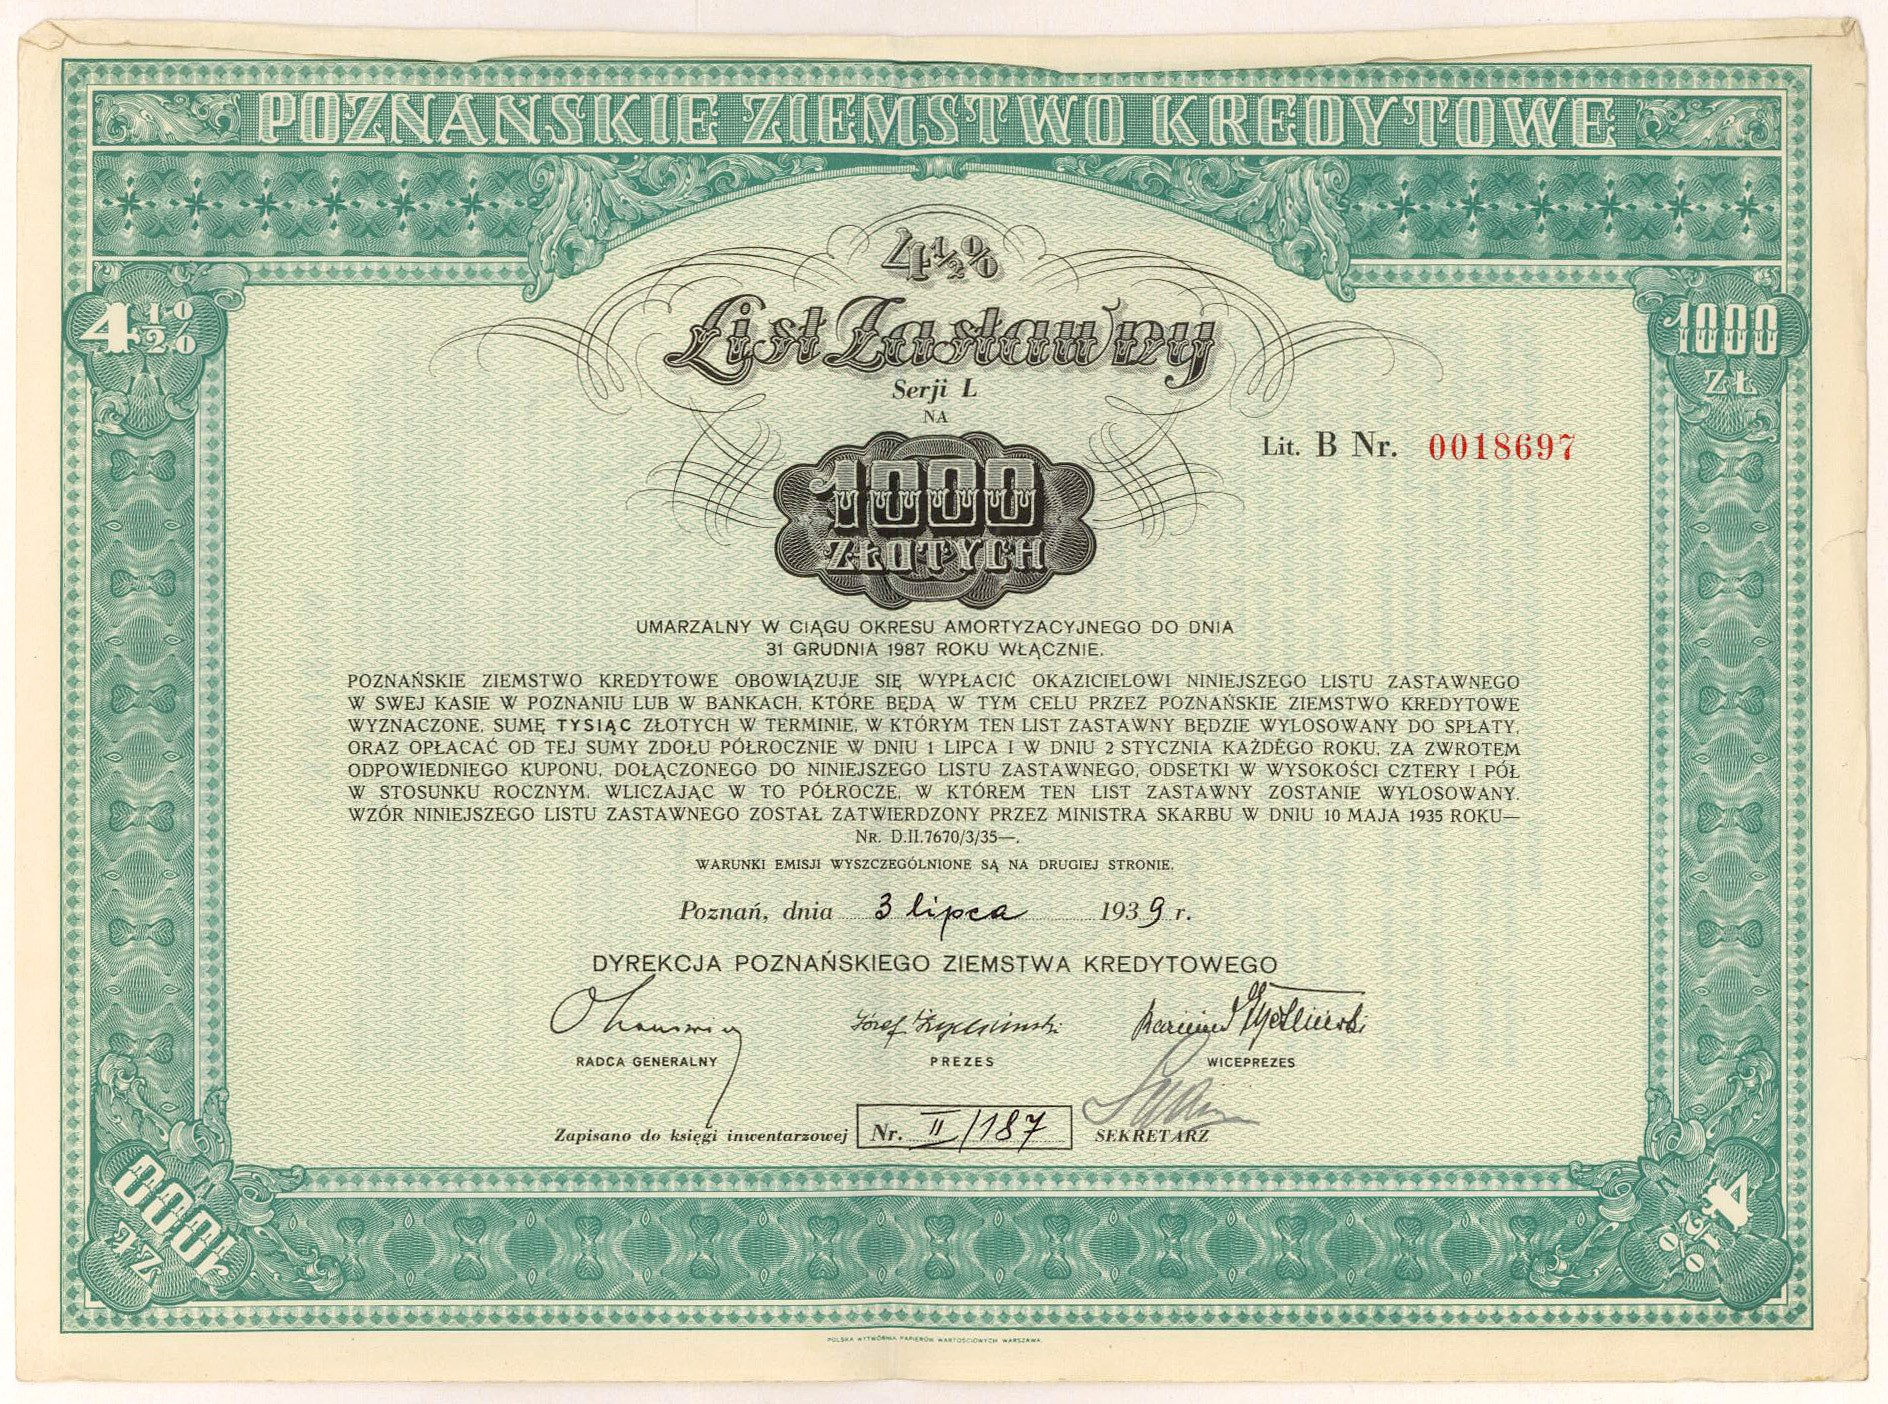 POZNAŃSKIE ZIEMSTWO KREDYTOWE
4½%
4½%
1000
ZŁ
List Zastawny
Serji L
NA
Lit. B Nr. 0018697
1000
ZŁOTYCH
UMARZALNY W CIĄGU OKRESU AMORTYZACYJNEGO DO DNIA
31 GRUDNIA 1987 ROKU WŁĄCZNIE.
POZNAŃSKIE ZIEMSTWO KREDYTOWE OBOWIĄZUJE SIĘ WYPŁACIĆ OKAZICIELOWI NINIEJSZEGO LISTU ZASTAWNEGO
W SWEJ KASIE W POZNANIU LUB W BANKACH, KTÓRE BĘDĄ W TYM CELU PRZEZ POZNAŃSKIE ZIEMSTWO KREDYTOWE
WYZNACZONE, SUMĘ TYSIĄC ZŁOTYCH W TERMINIE, W KTÓRYM TEN LIST ZASTAWNY BĘDZIE WYLOSOWANY DO SPŁATY,
ORAZ OPŁACAĆ OD TEJ SUMY ZDOŁU PÓŁROCZNIE W DNIU 1 LIPCA I W DNIU 2 STYCZNIA KAŻDEGO ROKU, ZA ZWROTEM
ODPOWIEDNIEGO KUPONU, DOŁĄCZONEGO DO NINIEJSZEGO LISTU ZASTAWNEGO, ODSETKI W WYSOKOŚCI CZTERY I PÓŁ
W STOSUNKU ROCZNYM, WLICZAJĄC W TO PÓŁROCZE, W KTÓREM TEN LIST ZASTAWNY ZOSTANIE WYLOSOWANY.
WZÓR NINIEJSZEGO LISTU ZASTAWNEGO ZOSTAŁ ZATWIERDZONY PRZEZ MINISTRA SKARBU W DNIU 10 MAJA 1935 ROKU—
NR. D.II.7670/3/35—.
WARUNKI EMISJI WYSZCZEGÓLNIONE SĄ NA DRUGIEJ STRONIE.
Poznań, dnia 3 lipca 1939 r.
DYREKCJA POZNAŃSKIEGO ZIEMSTWA KREDYTOWEGO
RADCA GENERALNY
Józef
PREZES
WICEPREZES
Zapisano do księgi inwentarzowej Nr. II/187 SEKRETARZ
1000
ZŁ
4½%
POLSKA WYTWÓRNIA PAPIERÓW WARTOŚCIOWYCH WARSZAWA